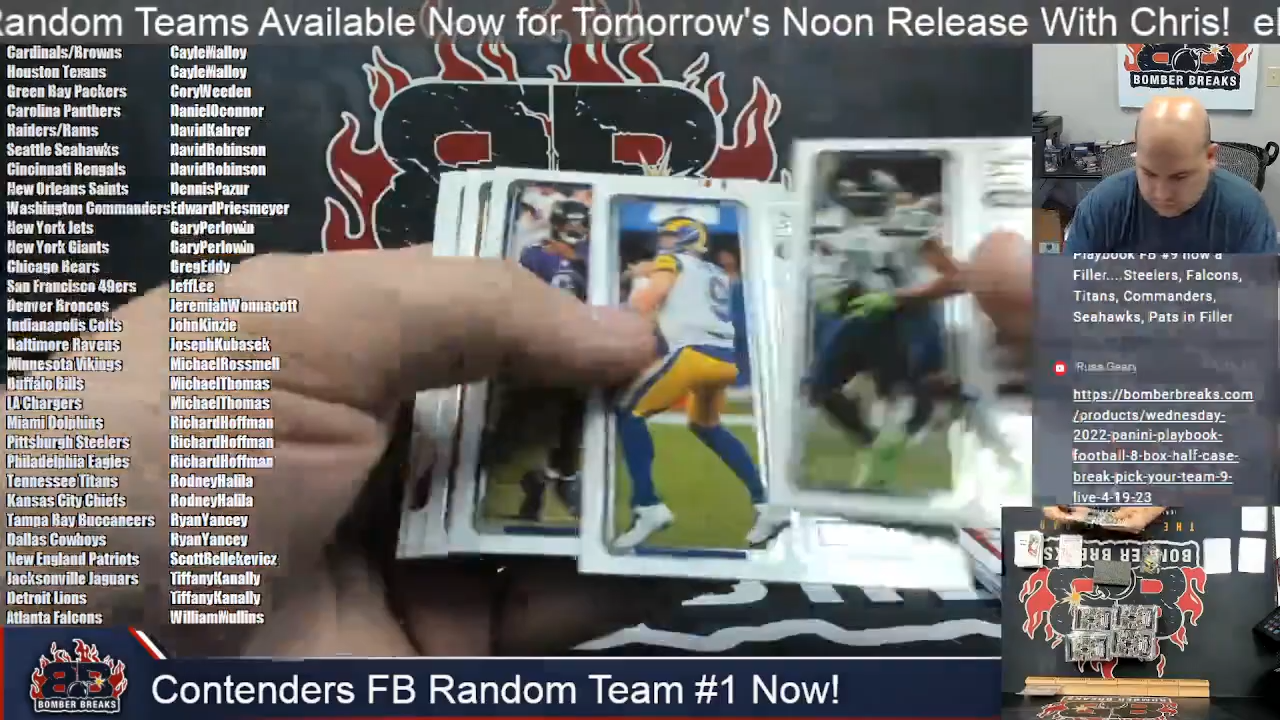 Random Teams Available Now for Tomorrow's Noon Release With Chris! el
Cardinals/Browns CayleMalloy
Houston Texans CayleMalloy
Green Bay Packers CoryWeeden
Carolina Panthers DanielOconnor
Raiders/Rams DavidKahrer
Seattle Seahawks DavidRobinson
Cincinnati Bengals DavidRobinson
New Orleans Saints DennisPazur
Washington Commanders EdwardPriesmeyer
New York Jets GaryPerlowin
New York Giants GaryPerlowin
Chicago Bears GregEddy
San Francisco 49ers JeffLee
Denver Broncos JeremiahWonnacott
Indianapolis Colts JohnKinzie
Baltimore Ravens JosephKubasek
Minnesota Vikings MichaelRossmell
Buffalo Bills MichaelThomas
LA Chargers MichaelThomas
Miami Dolphins RichardHoffman
Pittsburgh Steelers RichardHoffman
Philadelphia Eagles RichardHoffman
Tennessee Titans RodneyHalila
Kansas City Chiefs RodneyHalila
Tampa Bay Buccaneers RyanYancey
Dallas Cowboys RyanYancey
New England Patriots ScottBellekevicz
Jacksonville Jaguars TiffanyKanally
Detroit Lions TiffanyKanally
Atlanta Falcons WilliamMullins
BOMBER BREAKS
Playbook FB #9 now a
Filler....Steelers, Falcons,
Titans, Commanders,
Seahawks, Pats in Filler
Russ Geary
https://bomberbreaks.com
/products/wednesday-
2022-panini-playbook-
football-8-box-half-case-
break-pick-your-team-9-
live-4-19-23
9
BOMBER BREAKS
BOMBER BREAKS
Contenders FB Random Team #1 Now!